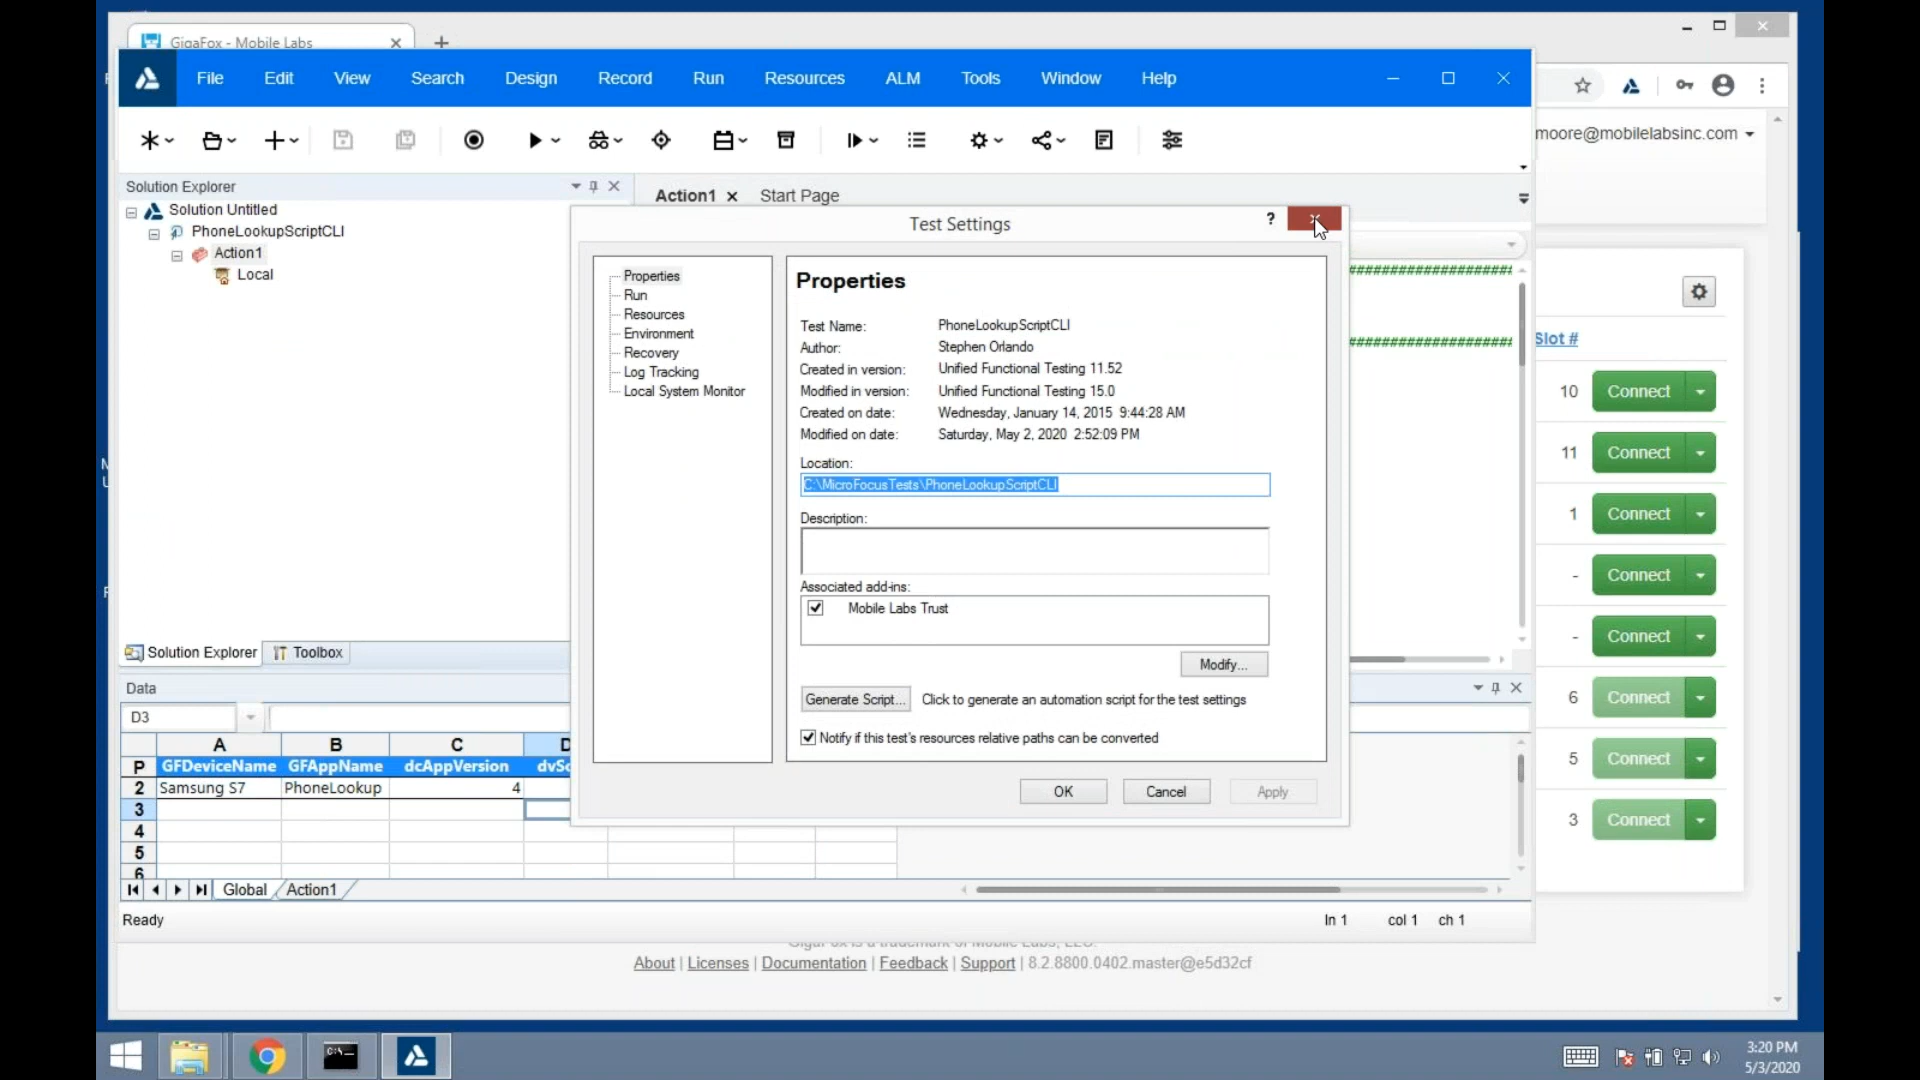 GigaFox - Mobile Labs
File Edit View Search Design Record Run Resources ALM Tools Window Help
moore@mobilelabsinc.com
Solution Explorer
Action1
Start Page
Solution Untitled
PhoneLookupScriptCLI
Action1
Local
Test Settings
?
Properties
Run
Resources
Environment
Recovery
Log Tracking
Local System Monitor
Properties
Test Name: PhoneLookupScriptCLI
Author: Stephen Orlando
Created in version: Unified Functional Testing 11.52
Modified in version: Unified Functional Testing 15.0
Created on date: Wednesday, January 14, 2015 9:44:28 AM
Modified on date: Saturday, May 2, 2020 2:52:09 PM
Location:
C:\MicroFocusTests\PhoneLookupScriptCLI
Description:
Associated add-ins:
Mobile Labs Trust
Modify...
Generate Script... Click to generate an automation script for the test settings
Notify if this test's resources relative paths can be converted
OK Cancel Apply
Slot #
10 Connect
11 Connect
1 Connect
- Connect
- Connect
6 Connect
5 Connect
3 Connect
Solution Explorer Toolbox
Data
D3
A B C D
P GFDeviceName GFAppName dcAppVersion
2 Samsung S7 PhoneLookup 4
3
4
5
6
Global Action1
Ready
ln 1 col 1 ch 1
GigaFox is a trademark of Mobile Labs, LLC.
About | Licenses | Documentation | Feedback | Support | 8.2.8800.0402.master@e5d32cf
3:20 PM
5/3/2020